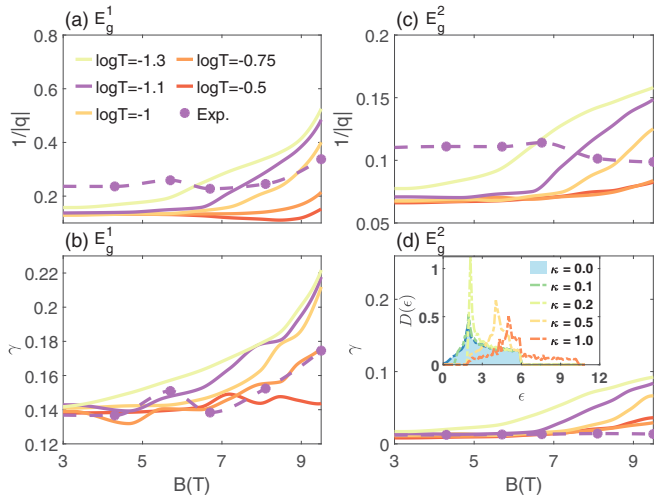 (a) E_g^1
0.8
0.6
0.4
0.2
1/|q|
logT=-1.3
logT=-0.75
logT=-1.1
logT=-0.5
logT=-1
Exp.
(c) E_g^2
0.2
0.15
0.1
0.05
1/|q|
(b) E_g^1
0.22
0.2
0.18
0.16
0.14
0.12
γ
3
5
7
9
B(T)
(d) E_g^2
0.2
0.1
0
γ
3
5
7
9
B(T)
1
0.5
0
D(ϵ)
0
3
6
9
12
ϵ
κ = 0.0
κ = 0.1
κ = 0.2
κ = 0.5
κ = 1.0